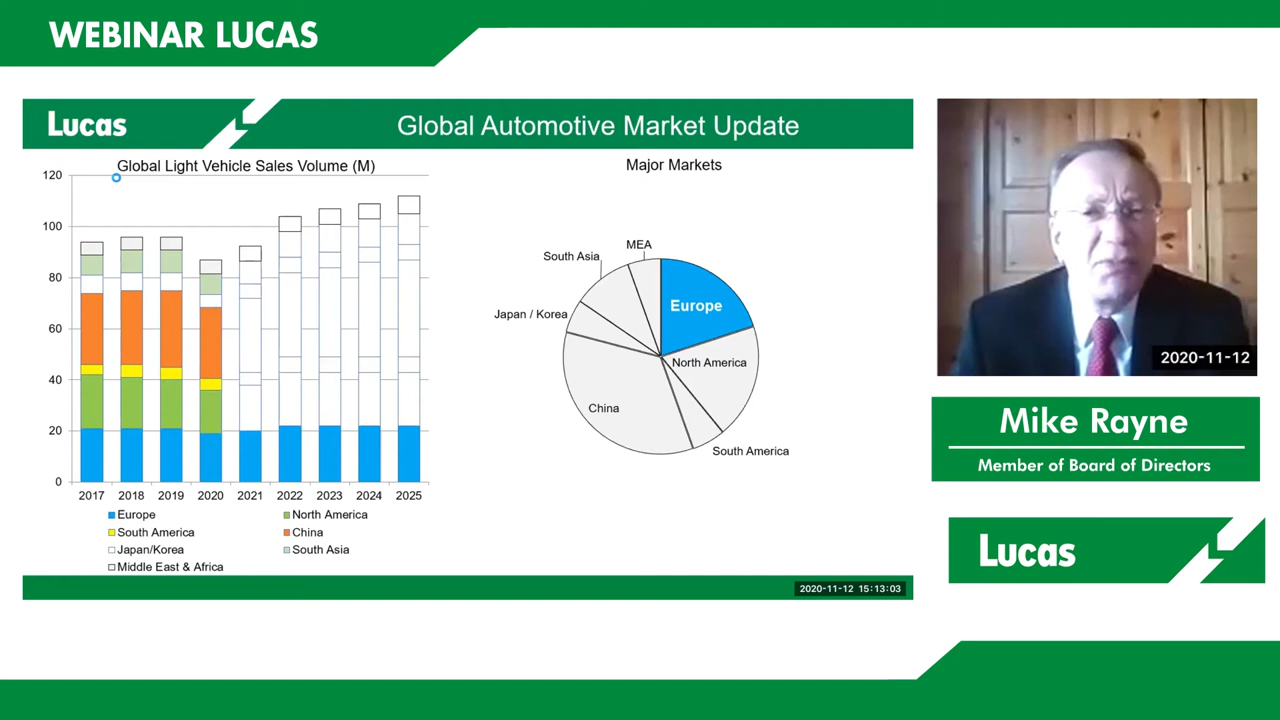 WEBINAR LUCAS
Lucas
Global Automotive Market Update
Global Light Vehicle Sales Volume (M)
120
100
80
60
40
20
0
2017 2018 2019 2020 2021 2022 2023 2024 2025
Europe
North America
South America
China
Japan/Korea
South Asia
Middle East & Africa
Major Markets
MEA
South Asia
Europe
Japan / Korea
North America
China
South America
2020-11-12 15:13:03
2020-11-12
Mike Rayne
Member of Board of Directors
Lucas